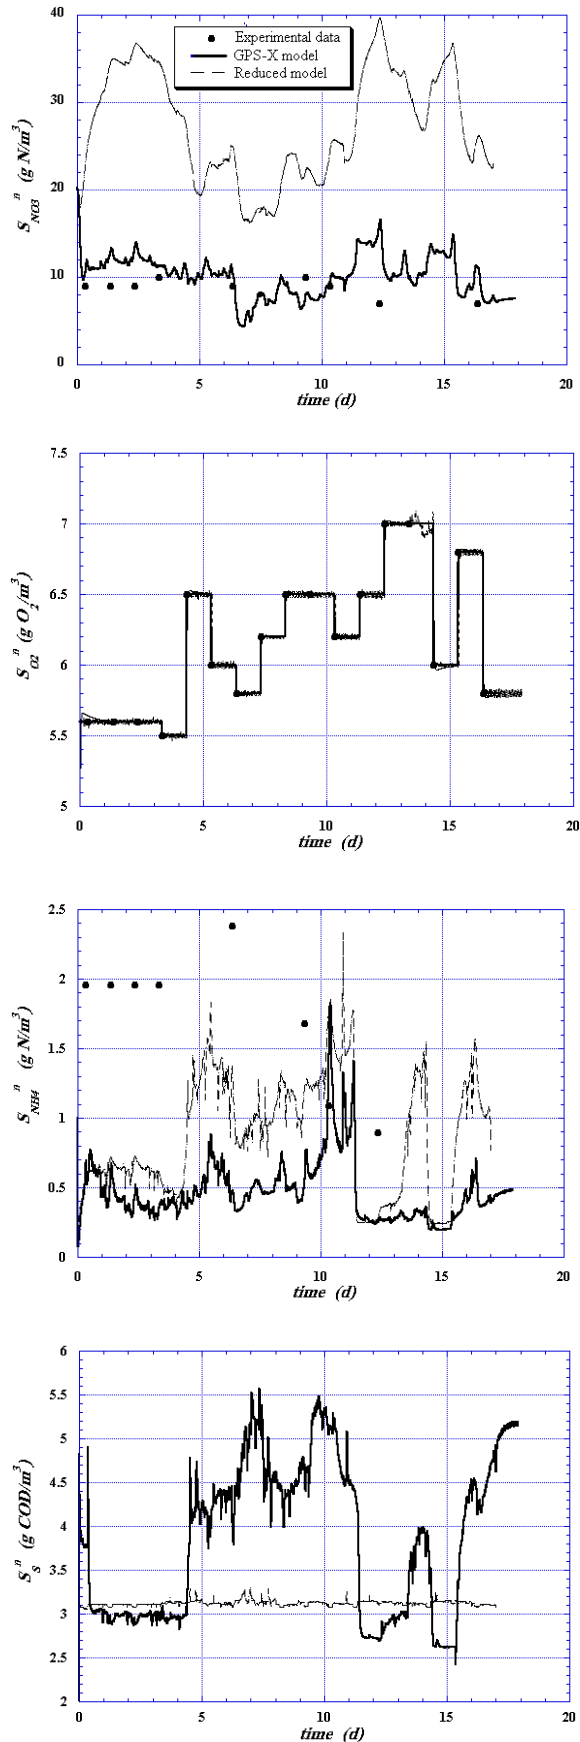 40
Experimental data
GPS-X model
Reduced model
30
20
10
0
S_NO3^n (g N/m^3)
0 5 10 15 20
time (d)
7.5
7
6.5
6
5.5
5
S_O2^n (g O_2/m^3)
0 5 10 15 20
time (d)
2.5
2
1.5
1
0.5
0
S_NH4^n (g N/m^3)
0 5 10 15 20
time (d)
6
5.5
5
4.5
4
3.5
3
2.5
2
S_S^n (g COD/m^3)
0 5 10 15 20
time (d)